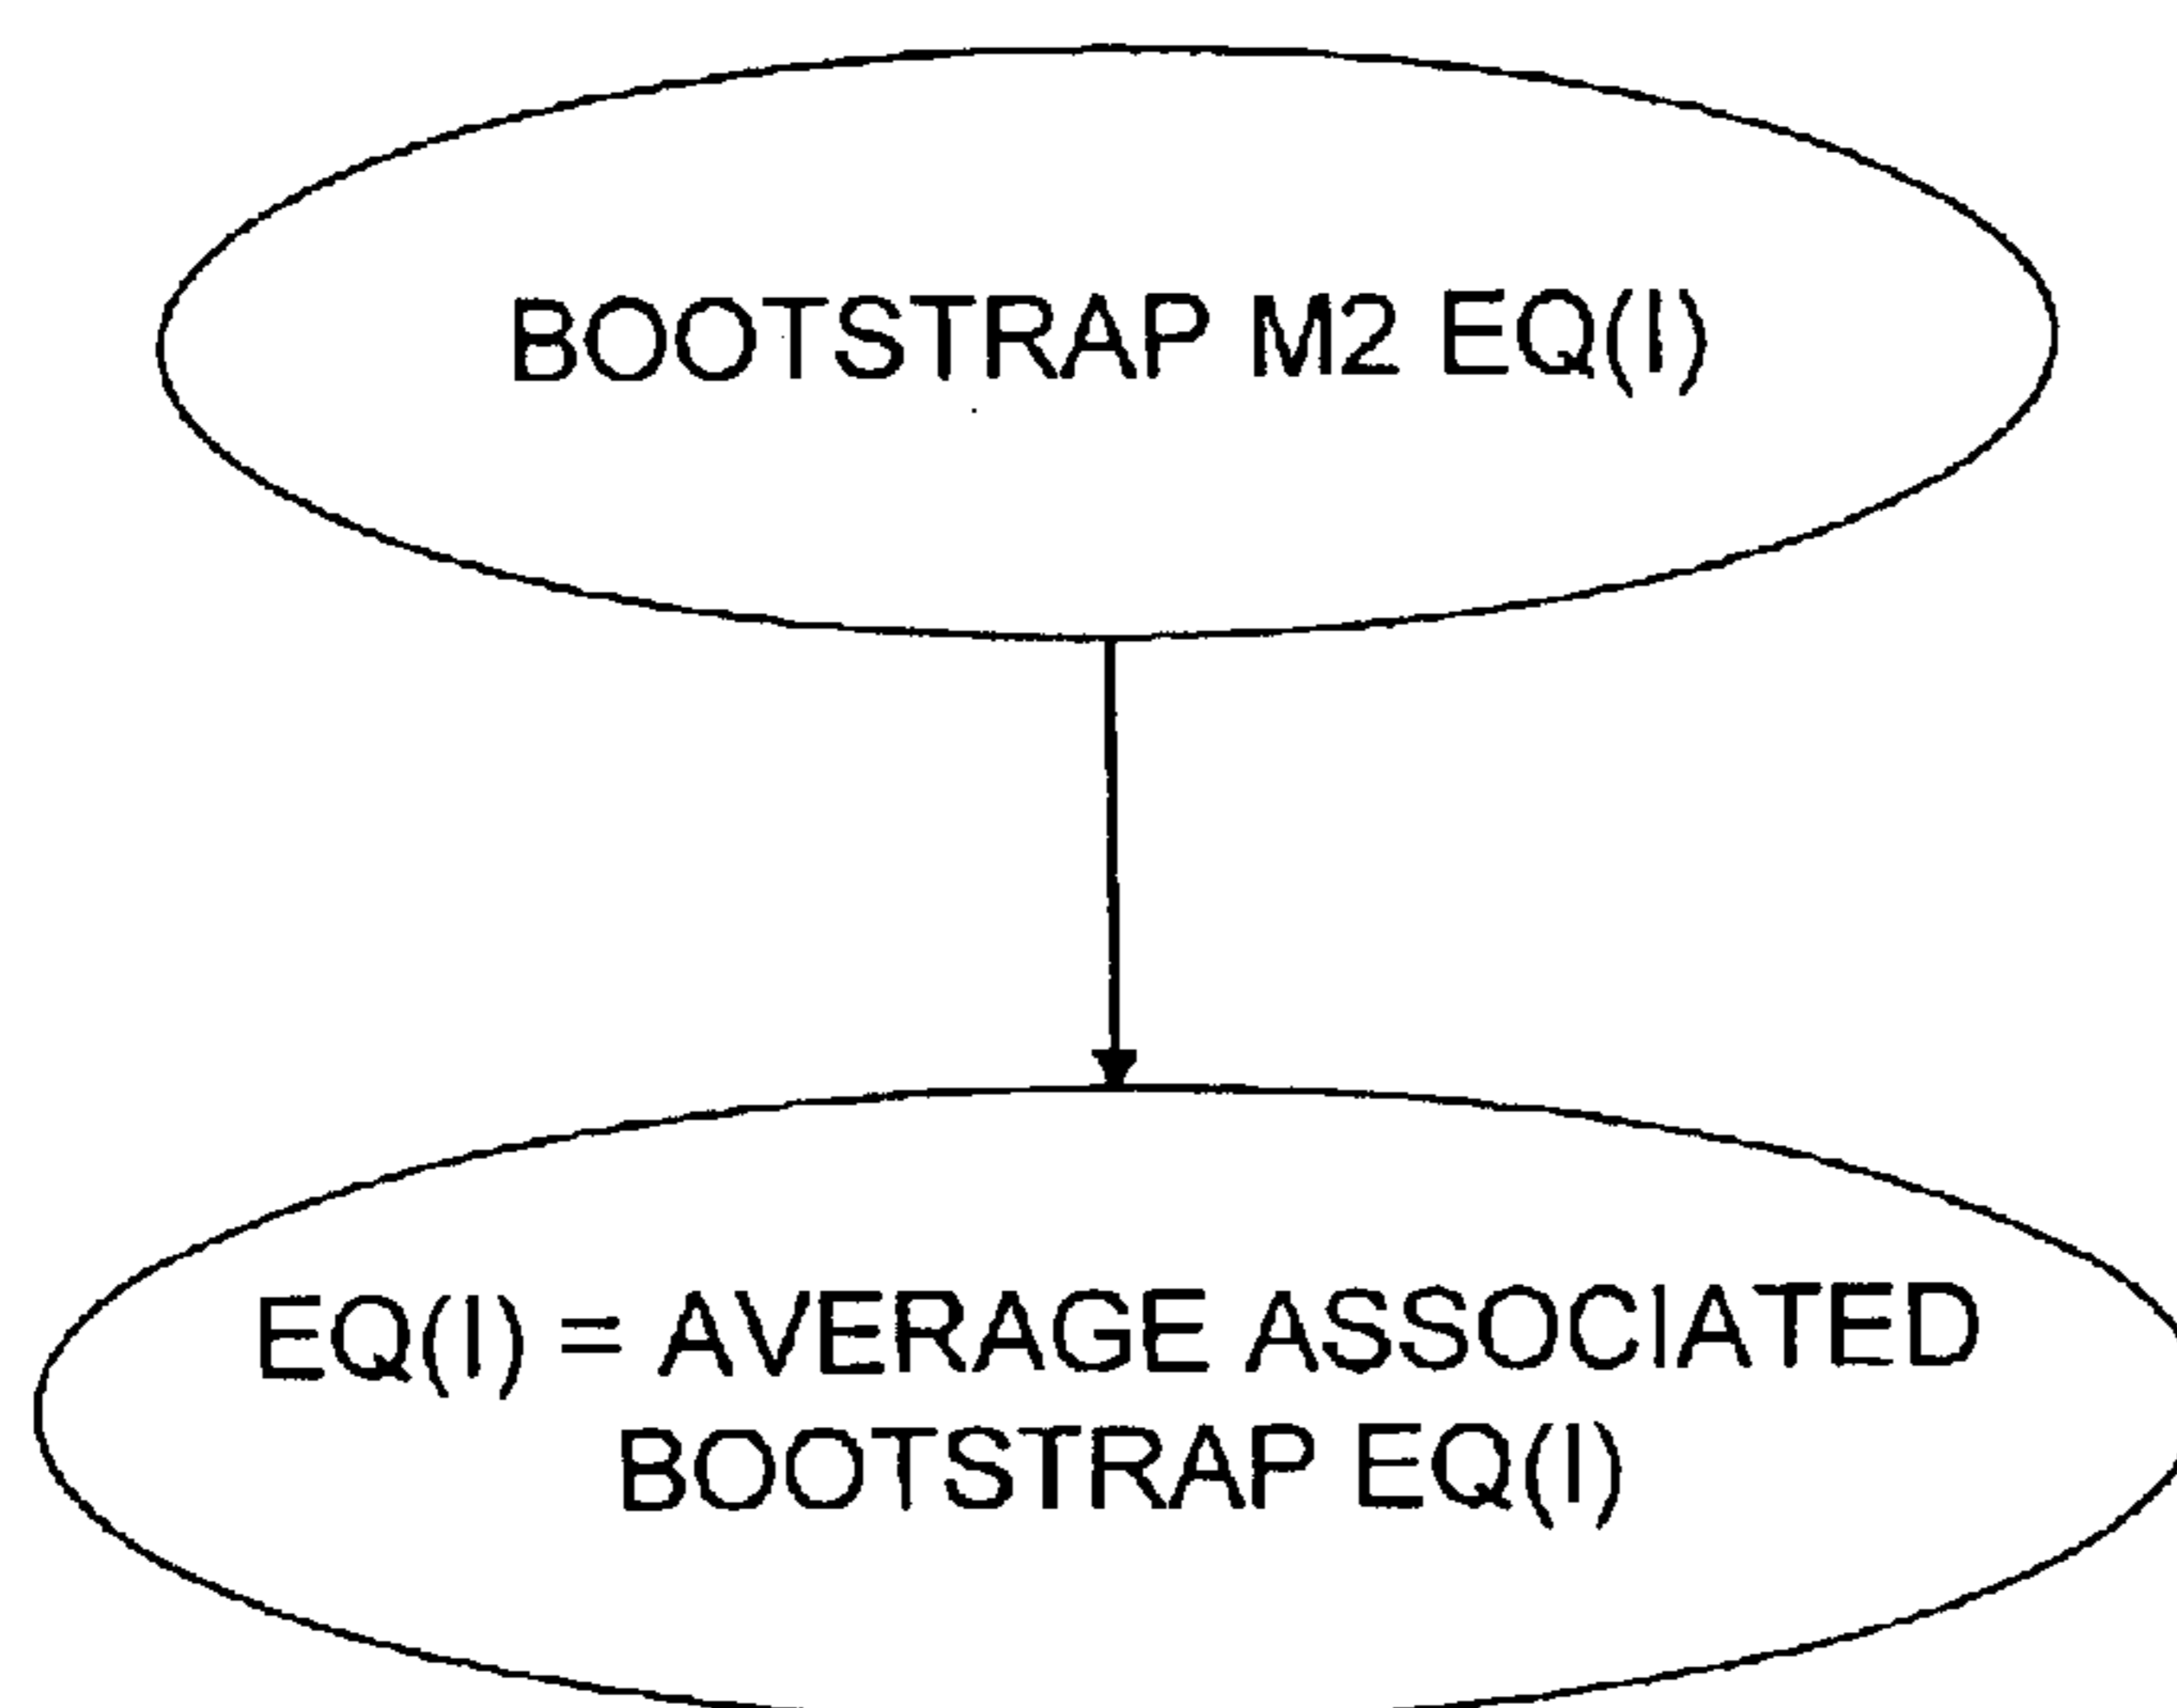 BOOTSTRAP M2 EQ(I)
EQ(I) = AVERAGE ASSOCIATED
BOOTSTRAP EQ(I)